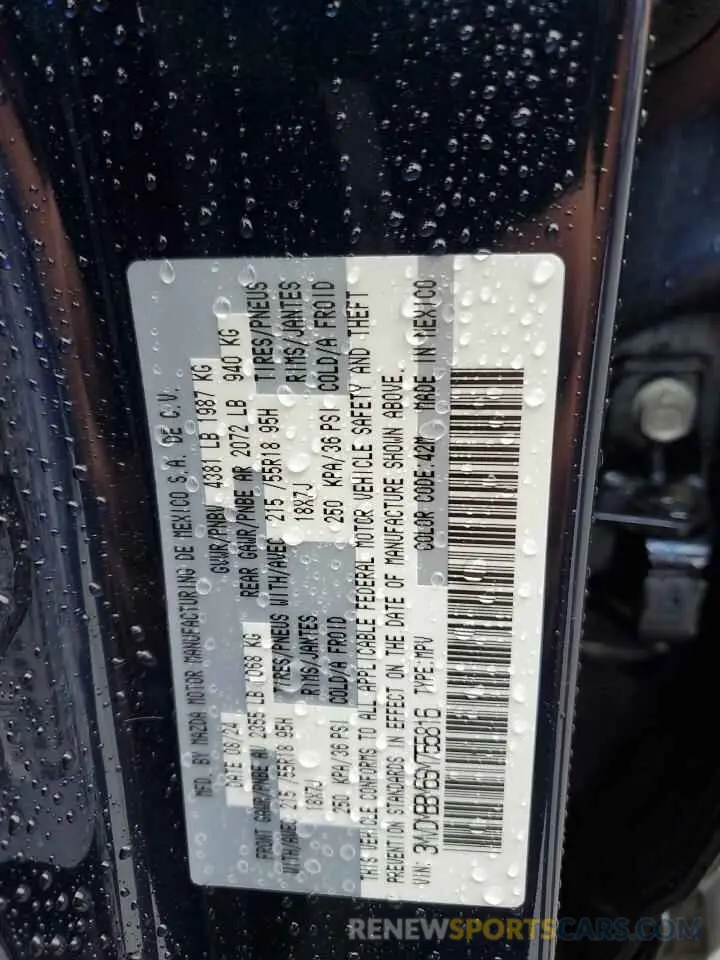 MFD. BY MAZDA MOTOR MANUFACTURING DE MEXICO S.A. DE C.V.
DATE 08/24 GVWR/PNBV 4381 LB 1987 KG
FRONT GAWR/PNBE AV 2355 LB 1068 KG REAR GAWR/PNBE AR 2072 LB 940 KG
WITH/AVEC 215 /55R18 95H TIRES/PNEUS WITH/AVEC 215 /55R18 95H TIRES/PNEUS
18X7J RIMS/JANTES 18X7J RIMS/JANTES
250 KPA/36 PSI COLD/A FROID 250 KPA/36 PSI COLD/A FROID
THIS VEHICLE CONFORMS TO ALL APPLICABLE FEDERAL MOTOR VEHICLE SAFETY AND THEFT
PREVENTION STANDARDS IN EFFECT ON THE DATE OF MANUFACTURE SHOWN ABOVE.
VIN: TYPE:MPV COLOR CODE:42M MADE IN MEXICO
RENEWSPORTSCARS.COM